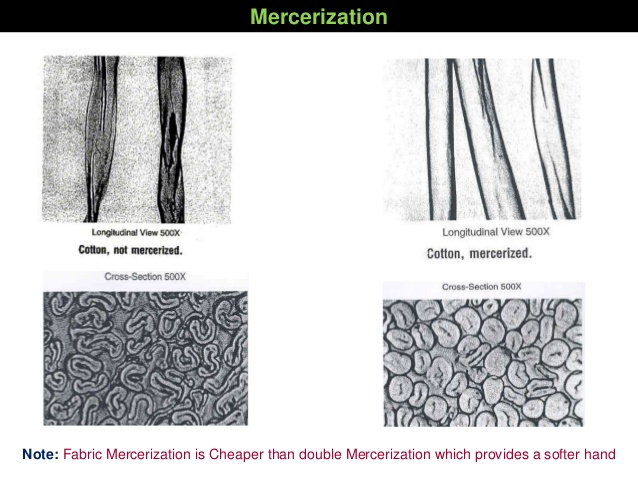 Mercerization
Longitudinal View 500X
Cotton, not mercerized.
Cross-Section 500X
Longitudinal View 500X
Cotton, mercerized.
Cross-Section 500X
Note: Fabric Mercerization is Cheaper than double Mercerization which provides a softer hand